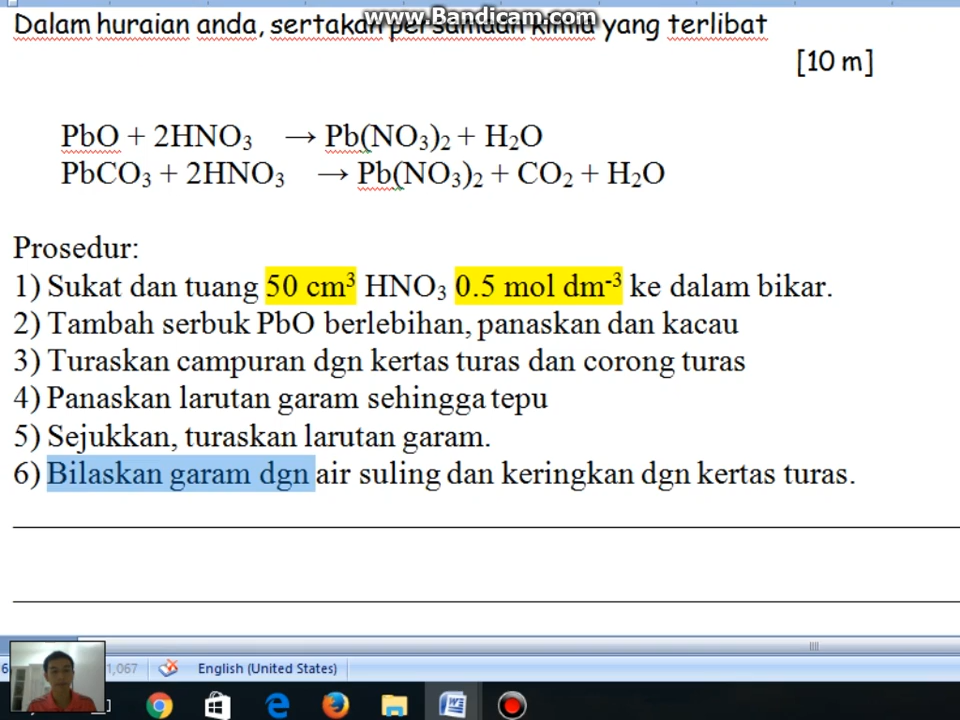 www.Bandicam.com
Dalam huraian anda, sertakan persamaan kimia yang terlibat
[10 m]
PbO + 2HNO₃ → Pb(NO₃)₂ + H₂O
PbCO₃ + 2HNO₃ → Pb(NO₃)₂ + CO₂ + H₂O
Prosedur:
1) Sukat dan tuang 50 cm³ HNO₃ 0.5 mol dm⁻³ ke dalam bikar.
2) Tambah serbuk PbO berlebihan, panaskan dan kacau
3) Turaskan campuran dgn kertas turas dan corong turas
4) Panaskan larutan garam sehingga tepu
5) Sejukkan, turaskan larutan garam.
6) Bilaskan garam dgn air suling dan keringkan dgn kertas turas.
1,067 English (United States)